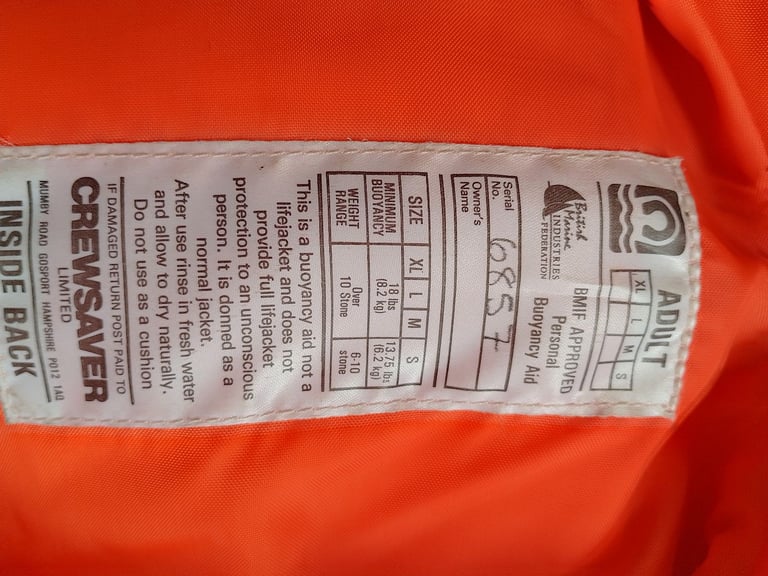 ADULT
XL L M S
British
Marine
INDUSTRIES
FEDERATION
BMIF APPROVED
Personal
Buoyancy Aid
Serial
No. 6857
Owner's
Name
SIZE XL L M S
MINIMUM
BUOYANCY 18 lbs
(8.2 kg) 13.75 lbs
(6.2 kg)
WEIGHT
RANGE Over
10 Stone 6-10
stone
This is a buoyancy aid not a
lifejacket and does not
provide full lifejacket
protection to an unconscious
person. It is donned as a
normal jacket.
After use rinse in fresh water
and allow to dry naturally.
Do not use as a cushion
IF DAMAGED RETURN POST PAID TO
CREWSAVER
LIMITED
MUMBY ROAD GOSPORT HAMPSHIRE PO12 1AQ
INSIDE BACK